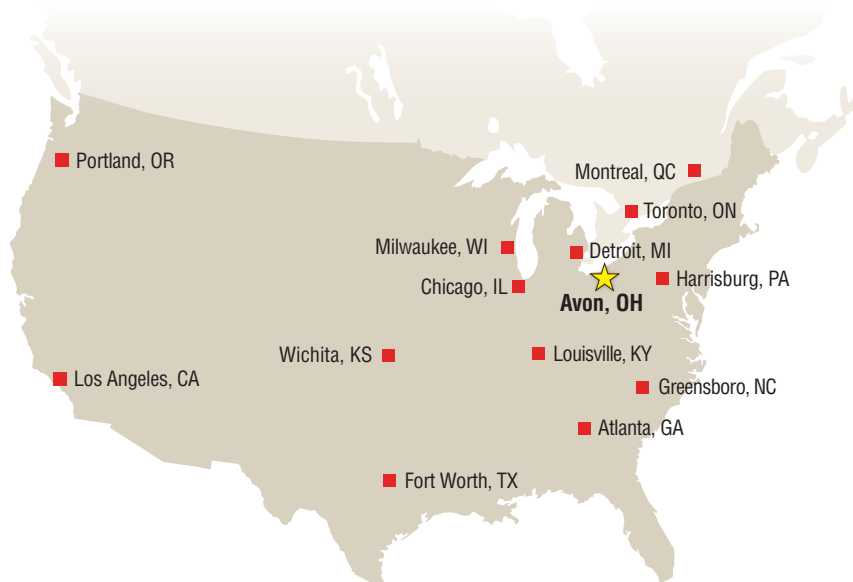 Portland, OR
Montreal, QC
Toronto, ON
Milwaukee, WI
Detroit, MI
Chicago, IL
Harrisburg, PA
Avon, OH
Wichita, KS
Louisville, KY
Los Angeles, CA
Greensboro, NC
Atlanta, GA
Fort Worth, TX